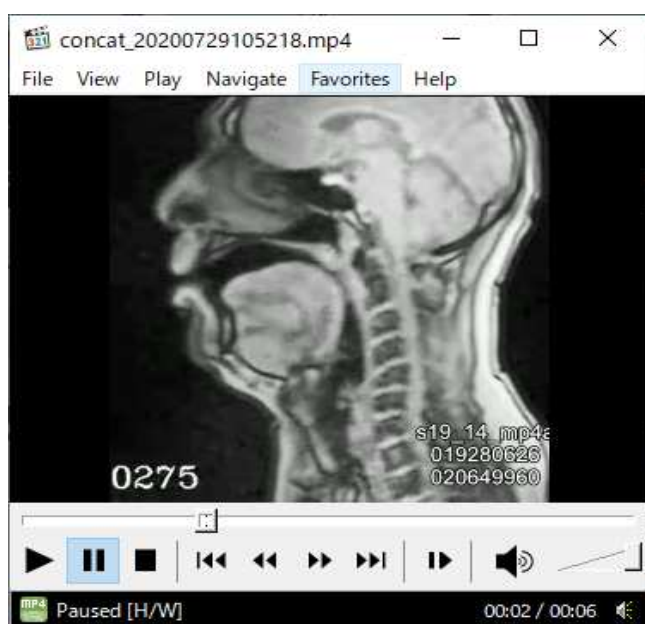 concat_20200729105218.mp4
File View Play Navigate Favorites Help
s19_14_mp4a
019280626
020649960
0275
Paused [H/W]
00:02 / 00:06